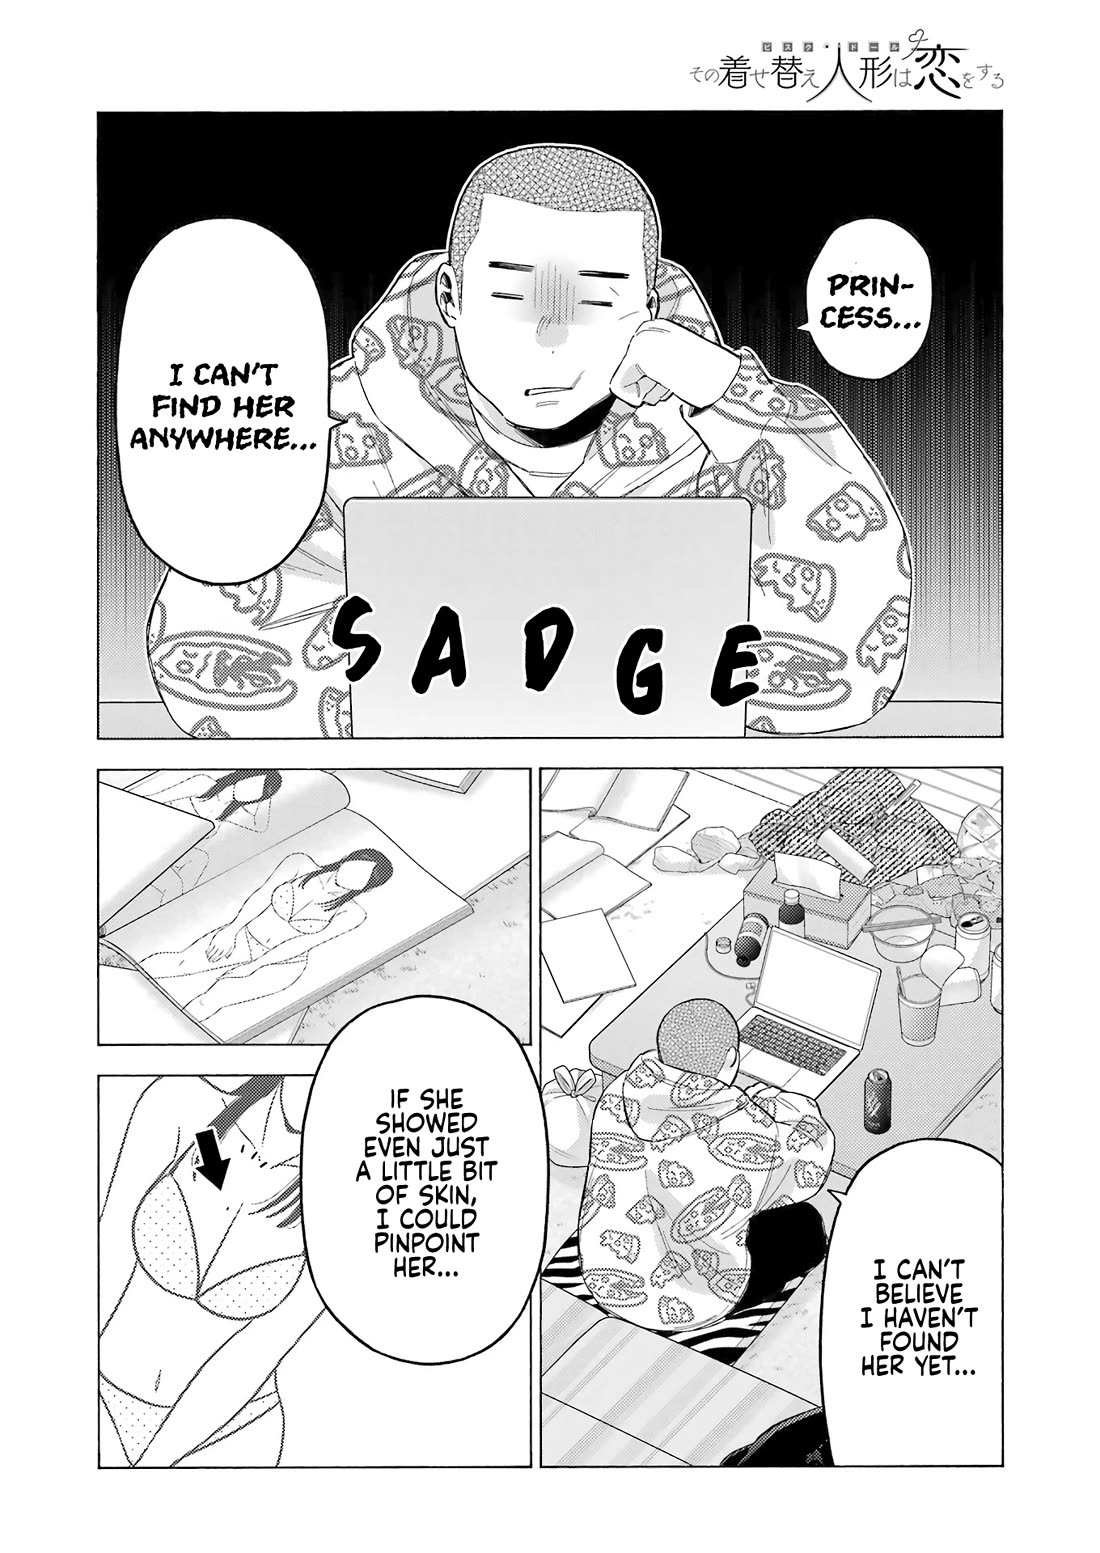 ビスク・ドール
その着せ替え人形は恋をする
PRIN-
CESS...
I CAN'T
FIND HER
ANYWHERE...
SADGE
I CAN'T
BELIEVE
I HAVEN'T
FOUND
HER YET...
IF SHE
SHOWED
EVEN JUST
A LITTLE BIT
OF SKIN,
I COULD
PINPOINT
HER...